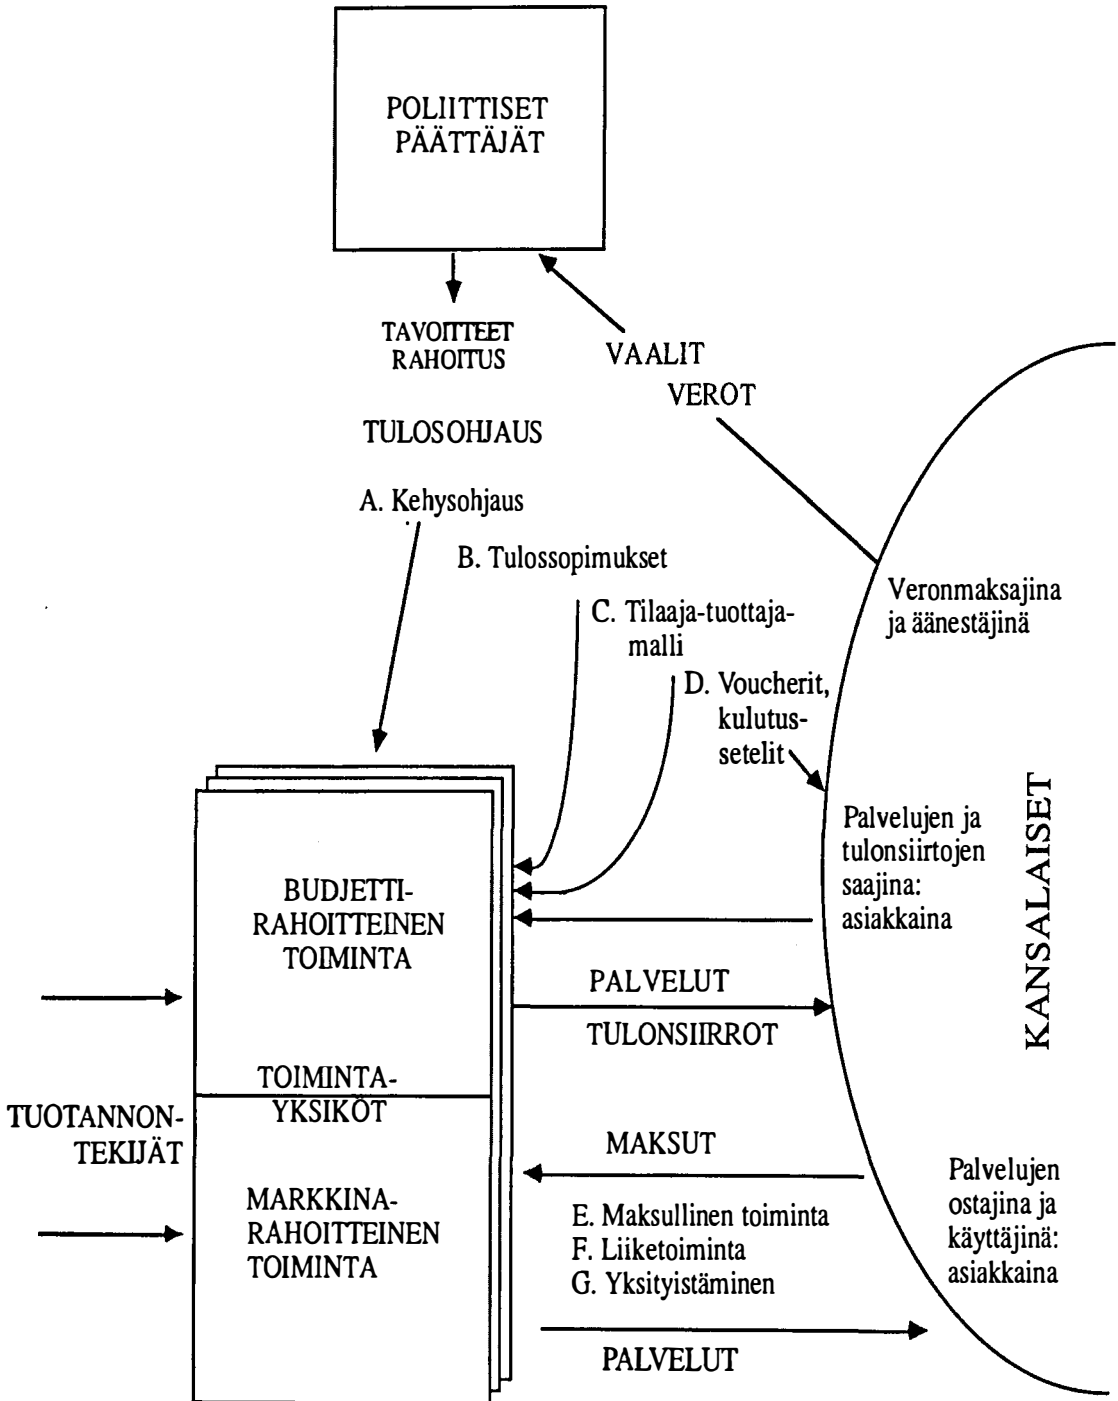 POLIITTISET
PÄÄTTÄJÄT
TAVOITTEET
RAHOITUS
VAALIT
VEROT
TULOSOHJAUS
A. Kehysohjaus
B. Tulossopimukset
C. Tilaaja-tuottaja-
malli
D. Voucherit,
kulutus-
setelit
Veronmaksajina
ja äänestäjinä
Palvelujen ja
tulonsiirtojen
saajina:
asiakkaina
KANSALAISET
BUDJETTI-
RAHOITTEINEN
TOIMINTA
PALVELUT
TULONSIIRROT
TOIMINTA-
YKSIKÖT
TUOTANNON-
TEKIJÄT
MARKKINA-
RAHOITTEINEN
TOIMINTA
MAKSUT
E. Maksullinen toiminta
F. Liiketoiminta
G. Yksityistäminen
PALVELUT
Palvelujen
ostajina ja
käyttäjinä:
asiakkaina